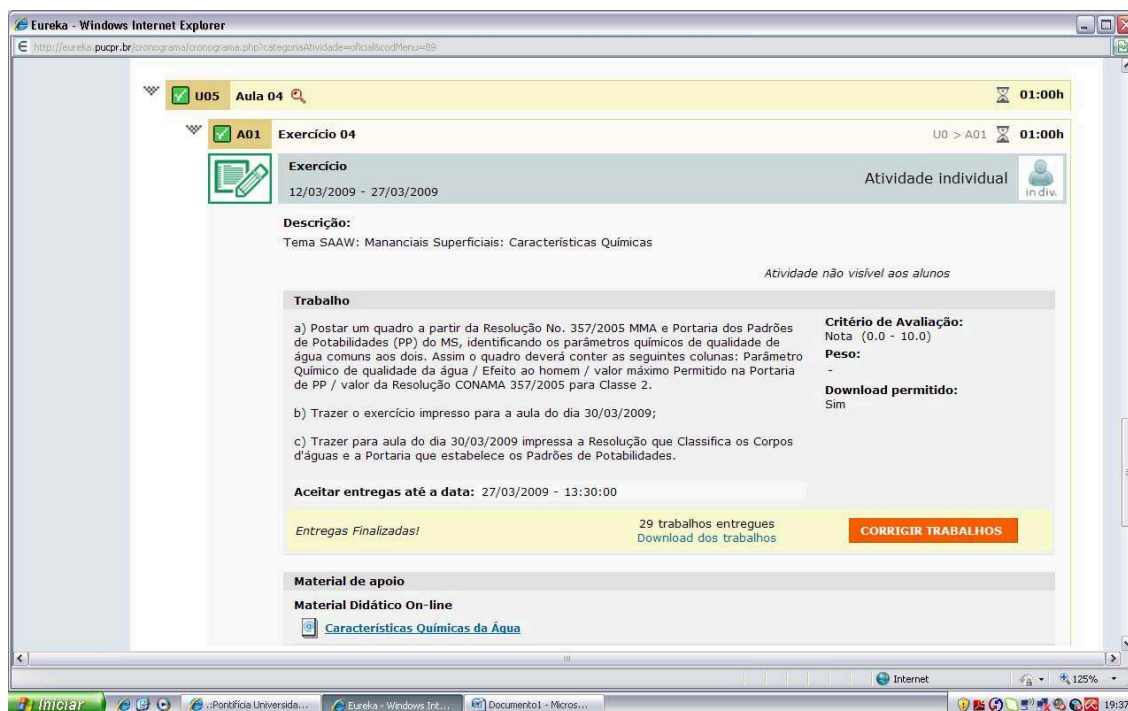 Eureka - Windows Internet Explorer
http://eureka.pucpr.br/cronograma/cronograma.php?categoriaAtividade=oficial&codMenu=89
U05 Aula 04 01:00h
A01 Exercício 04 U0 > A01 01:00h
Exercício
12/03/2009 - 27/03/2009
Atividade individual
indiv.
Descrição:
Tema SAAW: Mananciais Superficiais: Características Químicas
Atividade não visível aos alunos
Trabalho
a) Postar um quadro a partir da Resolução No. 357/2005 MMA e Portaria dos Padrões
de Potabilidades (PP) do MS, identificando os parâmetros químicos de qualidade de
água comuns aos dois. Assim o quadro deverá conter as seguintes colunas: Parâmetro
Químico de qualidade da água / Efeito ao homem / valor máximo Permitido na Portaria
de PP / valor da Resolução CONAMA 357/2005 para Classe 2.
b) Trazer o exercício impresso para a aula do dia 30/03/2009;
c) Trazer para aula do dia 30/03/2009 impressa a Resolução que Classifica os Corpos
d'águas e a Portaria que estabelece os Padrões de Potabilidades.
Critério de Avaliação:
Nota (0.0 - 10.0)
Peso:
-
Download permitido:
Sim
Aceitar entregas até a data: 27/03/2009 - 13:30:00
Entregas Finalizadas!
29 trabalhos entregues
Download dos trabalhos
CORRIGIR TRABALHOS
Material de apoio
Material Didático On-line
Características Químicas da Água
Internet 125%
Iniciar .:Pontifícia Universida... Eureka - Windows Int... Documento1 - Micros... 19:37